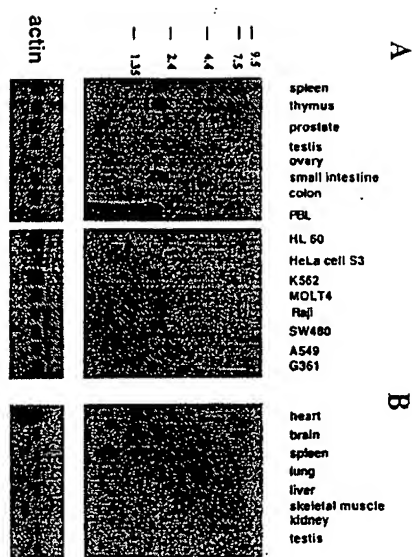 A
9.5
7.5
4.4
2.4
1.35
actin
spleen
thymus
prostate
testis
ovary
small intestine
colon
PBL
HL 60
HeLa cell S3
K562
MOLT4
Raji
SW480
A549
G361
B
heart
brain
spleen
lung
liver
skeletal muscle
kidney
testis